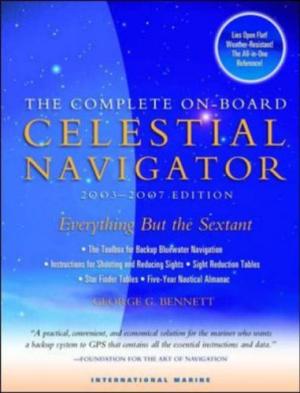 Lies Open Flat!
Weather-Resistant!
The All-in-One
Reference!
THE COMPLETE ON-BOARD
CELESTIAL
NAVIGATOR
2003–2007 EDITION
Everything But the Sextant
• The Toolbox for Backup Bluewater Navigation
• Instructions for Shooting and Reducing Sights • Sight Reduction Tables
• Star Finder Tables • Five-Year Nautical Almanac
GEORGE G. BENNETT
"A practical, convenient, and economical solution for the mariner who wants
a backup system to GPS that contains all the essential instructions and data."
—FOUNDATION FOR THE ART OF NAVIGATION
INTERNATIONAL MARINE